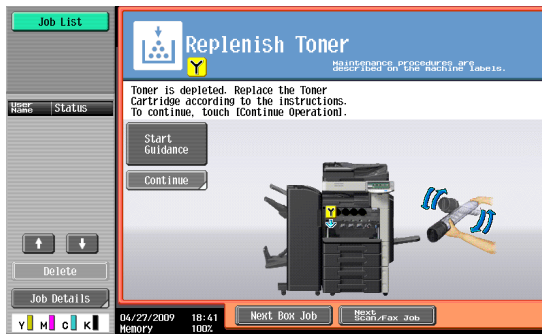 Job List
User Name
Status
Delete
Job Details
Y M C K
Replenish Toner
Y
Maintenance procedures are
described on the machine labels.
Toner is depleted. Replace the Toner
Cartridge according to the instructions.
To continue, touch [Continue Operation].
Start
Guidance
Continue
Y
04/27/2009 18:41
Memory 100%
Next Box Job
Next
Scan/Fax Job